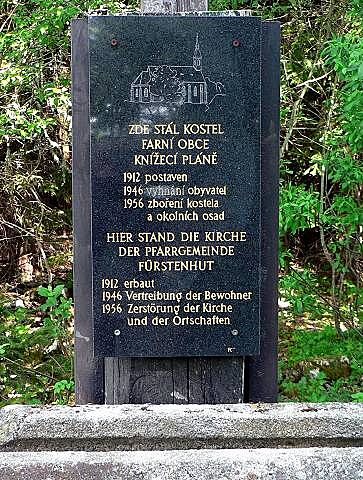 ZDE STÁL KOSTEL
FARNÍ OBCE
KNÍŽECÍ PLÁNĚ
1912 postaven
1946 vyhnání obyvatel
1956 zboření kostela
a okolních osad
HIER STAND DIE KIRCHE
DER PFARRGEMEINDE
FÜRSTENHUT
1912 erbaut
1946 Vertreibung der Bewohner
1956 Zerstörung der Kirche
und der Ortschaften